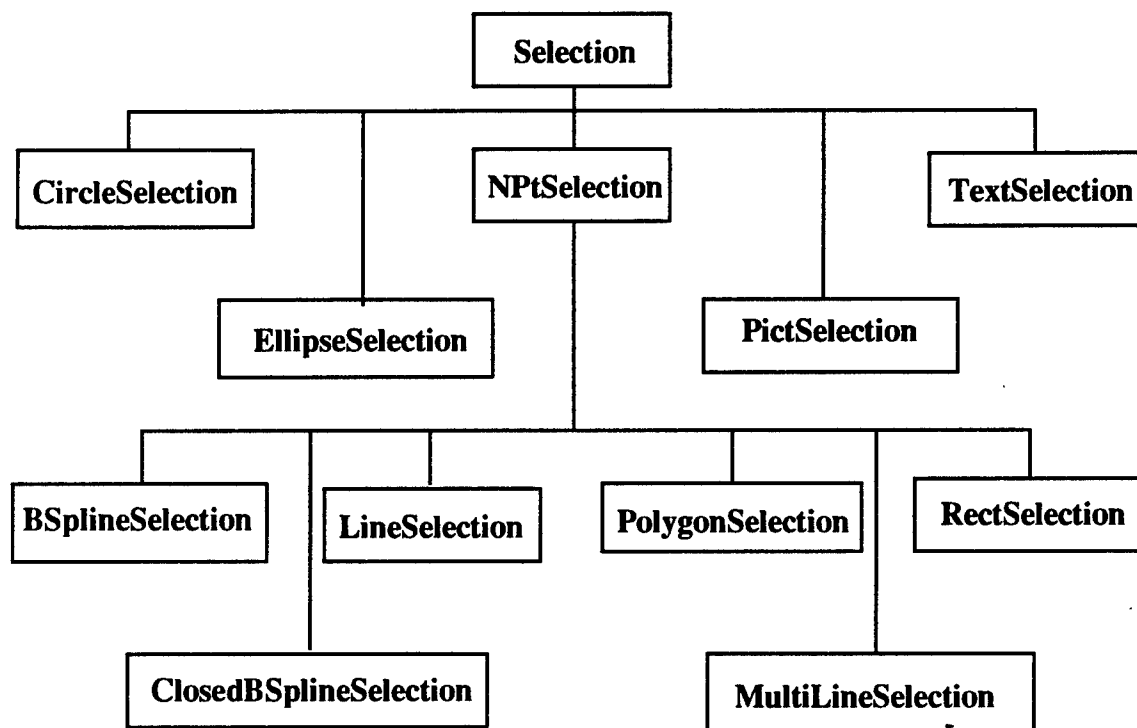 Selection
CircleSelection
NPtSelection
TextSelection
EllipseSelection
PictSelection
BSplineSelection
LineSelection
PolygonSelection
RectSelection
ClosedBSplineSelection
MultiLineSelection